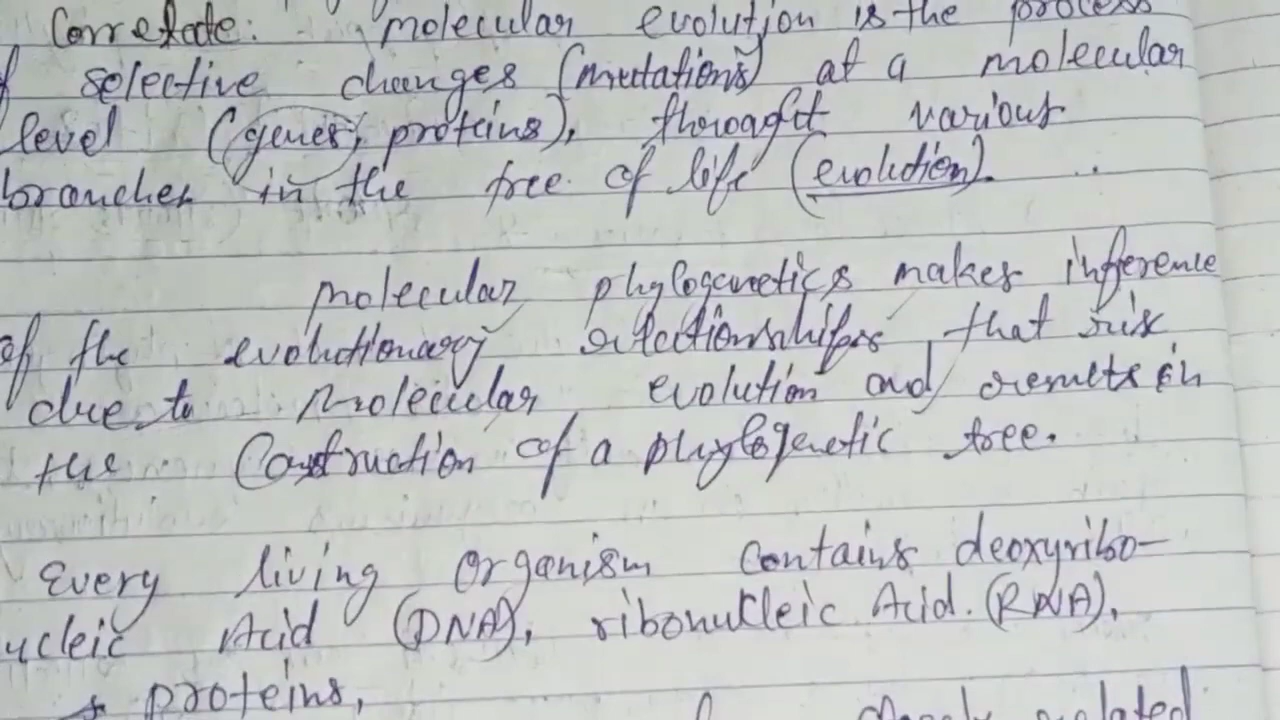 Correlate: molecular evolution is the process
of selective changes (mutations) at a molecular
level (genes, proteins), throught various
branches in the tree of life (evolution).
molecular phylogenetics makes inference
of the evolutionary relationships that
due to molecular evolution and results in
the Construction of a phylogenetic tree.
Every living organism contains deoxyribo-
ucleic Acid (DNA), ribonucleic Acid. (RNA),
proteins,
related